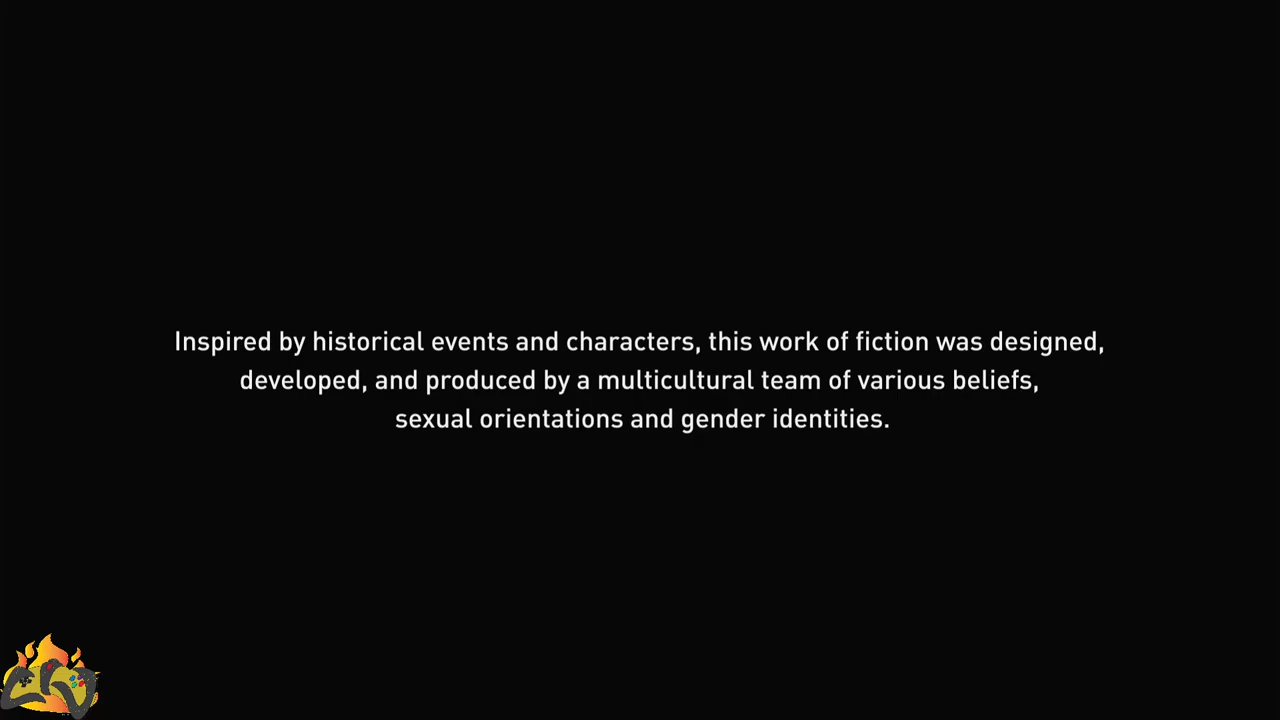 Inspired by historical events and characters, this work of fiction was designed,
developed, and produced by a multicultural team of various beliefs,
sexual orientations and gender identities.